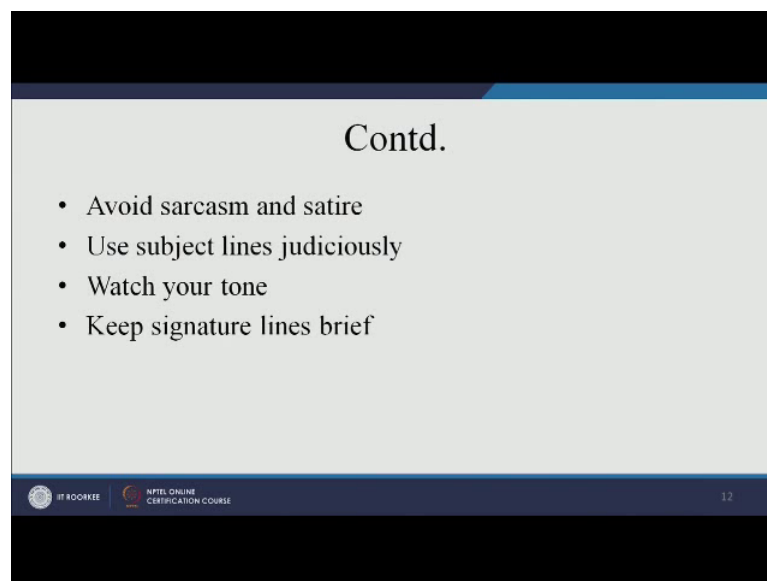 Contd.
• Avoid sarcasm and satire
• Use subject lines judiciously
• Watch your tone
• Keep signature lines brief
IIT ROORKEE
NPTEL ONLINE
CERTIFICATION COURSE
12